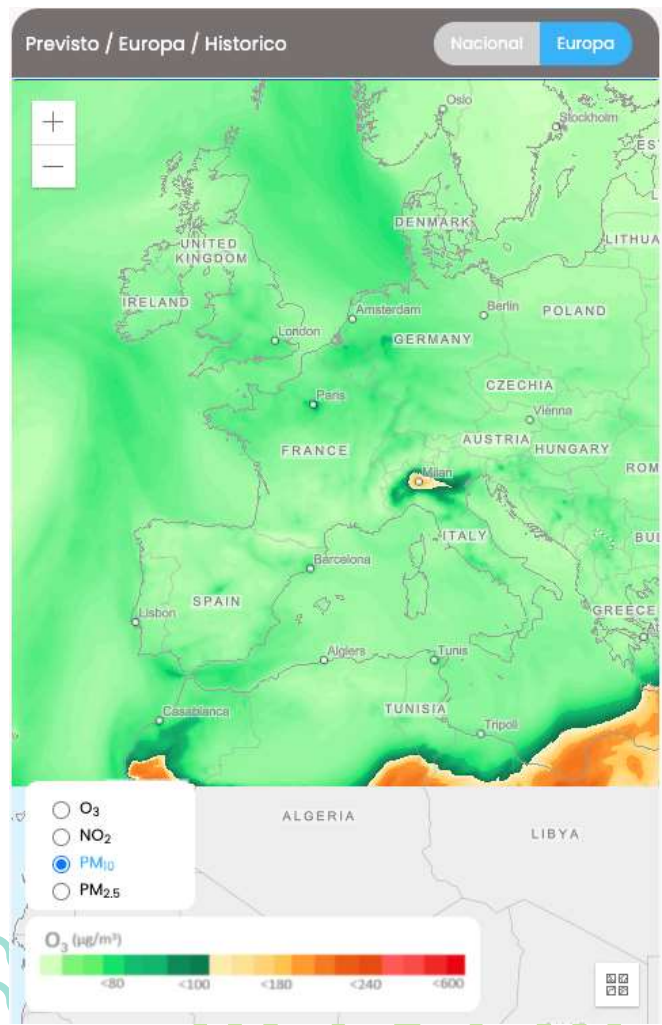 Previsto / Europa / Historico
Nacional
Europa
+
−
Oslo
Stockholm
ES
DENMARK
LITHUA
UNITED
KINGDOM
IRELAND
Amsterdam
Berlin
POLAND
London
GERMANY
CZECHIA
Paris
Vienna
FRANCE
AUSTRIA
HUNGARY
ROM
Milan
ITALY
BUL
Barcelona
SPAIN
Lisbon
GREECE
Algiers
Tunis
Casablanca
TUNISIA
Tripoli
O₃
NO₂
PM₁₀
PM₂.₅
ALGERIA
LIBYA
O₃ (µg/m³)
<80 <100 <180 <240 <600